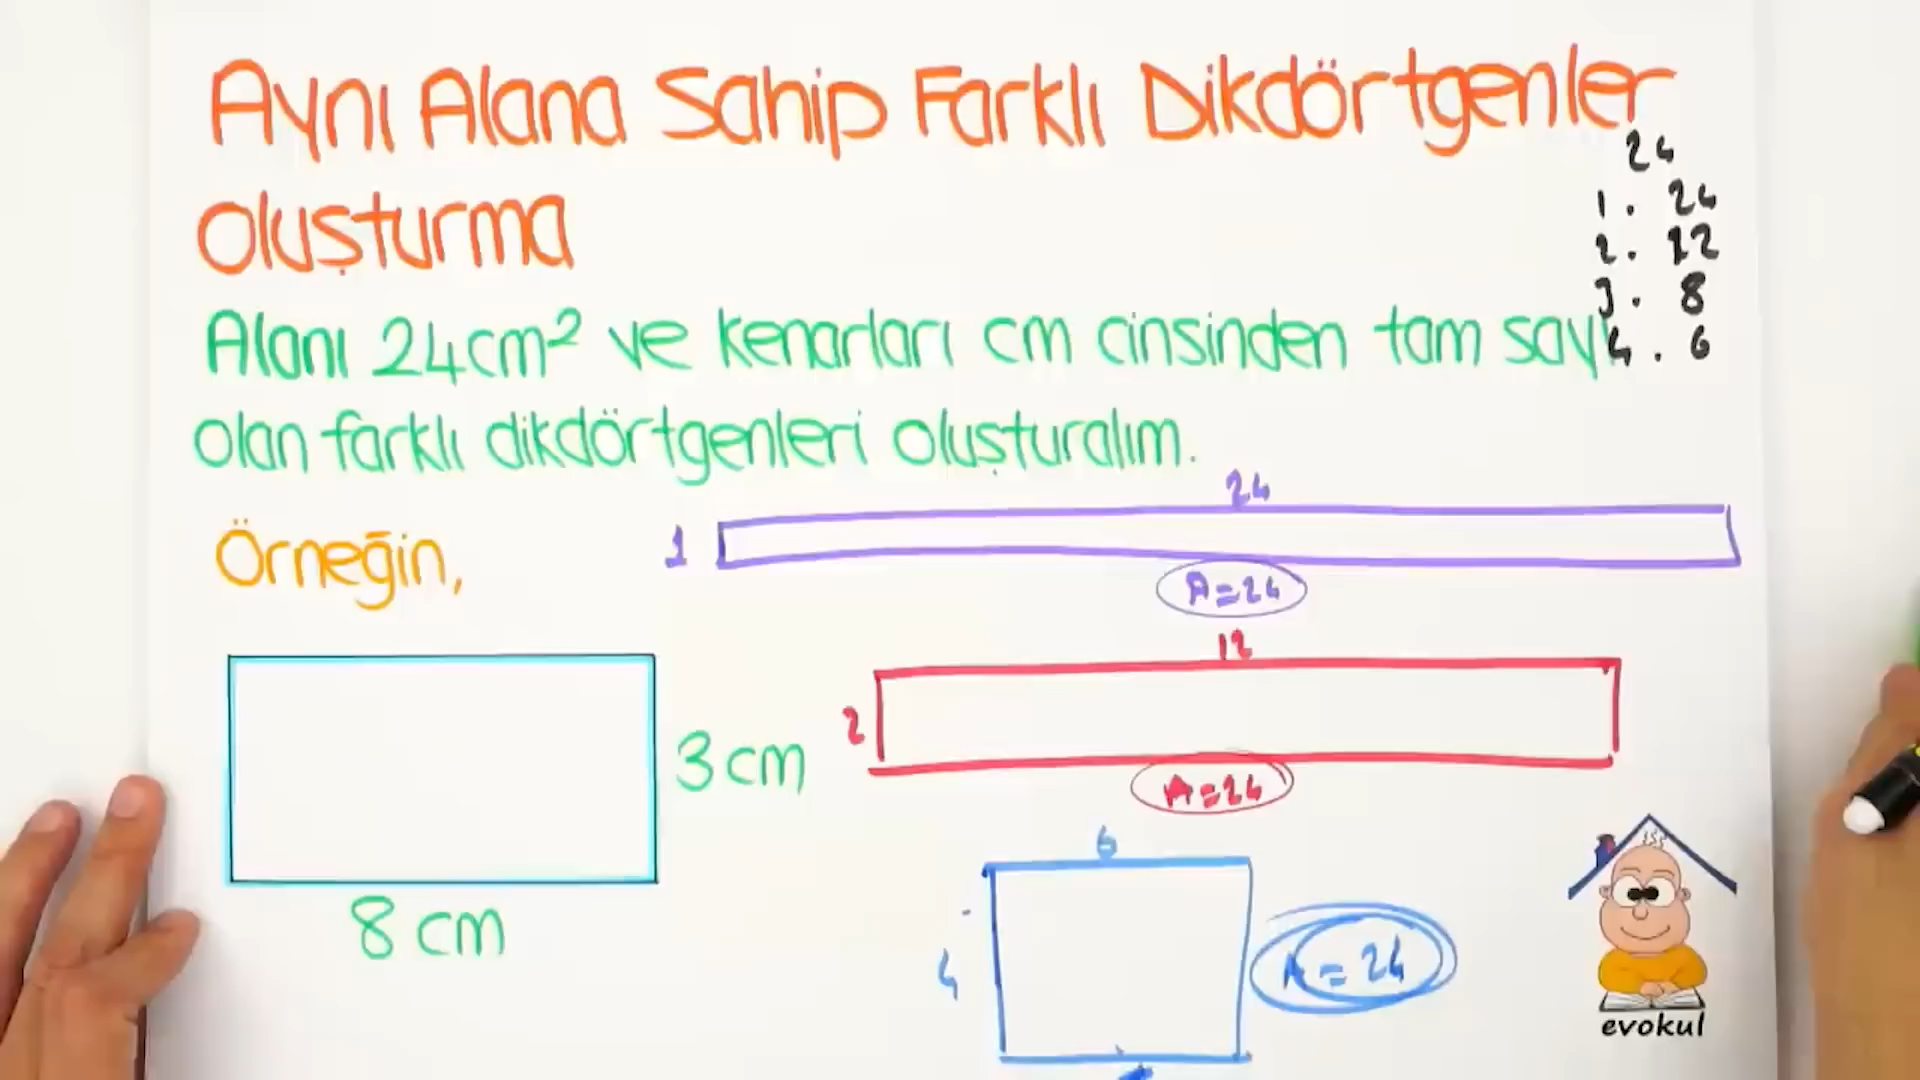 Aynı Alana Sahip Farklı Dikdörtgenler
Oluşturma
24
1 . 24
2 . 12
3 . 8
4 . 6
Alanı 24cm² ve kenarları cm cinsinden tam sayı
olan farklı dikdörtgenleri oluşturalım.
Örneğin,
24
1
A=24
12
2
A=24
3 cm
8 cm
6
4
A=24
evokul